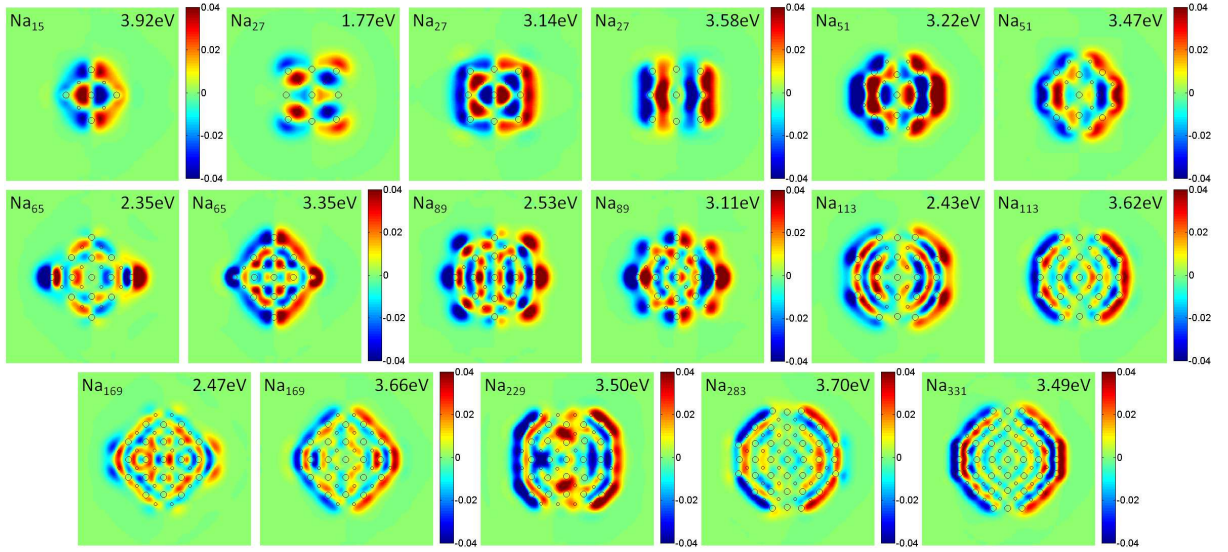 Na15 3.92eV
Na27 1.77eV
Na27 3.14eV
Na27 3.58eV
Na51 3.22eV
Na51 3.47eV
0.04
0.02
0
-0.02
-0.04
0.04
0.02
0
-0.02
-0.04
0.04
0.02
0
-0.02
-0.04
Na65 2.35eV
Na65 3.35eV
Na89 2.53eV
Na89 3.11eV
Na113 2.43eV
Na113 3.62eV
0.04
0.02
0
-0.02
-0.04
0.04
0.02
0
-0.02
-0.04
0.04
0.02
0
-0.02
-0.04
Na169 2.47eV
Na169 3.66eV
Na229 3.50eV
Na283 3.70eV
Na331 3.49eV
0.04
0.02
0
-0.02
-0.04
0.04
0.02
0
-0.02
-0.04
0.04
0.02
0
-0.02
-0.04
0.04
0.02
0
-0.02
-0.04